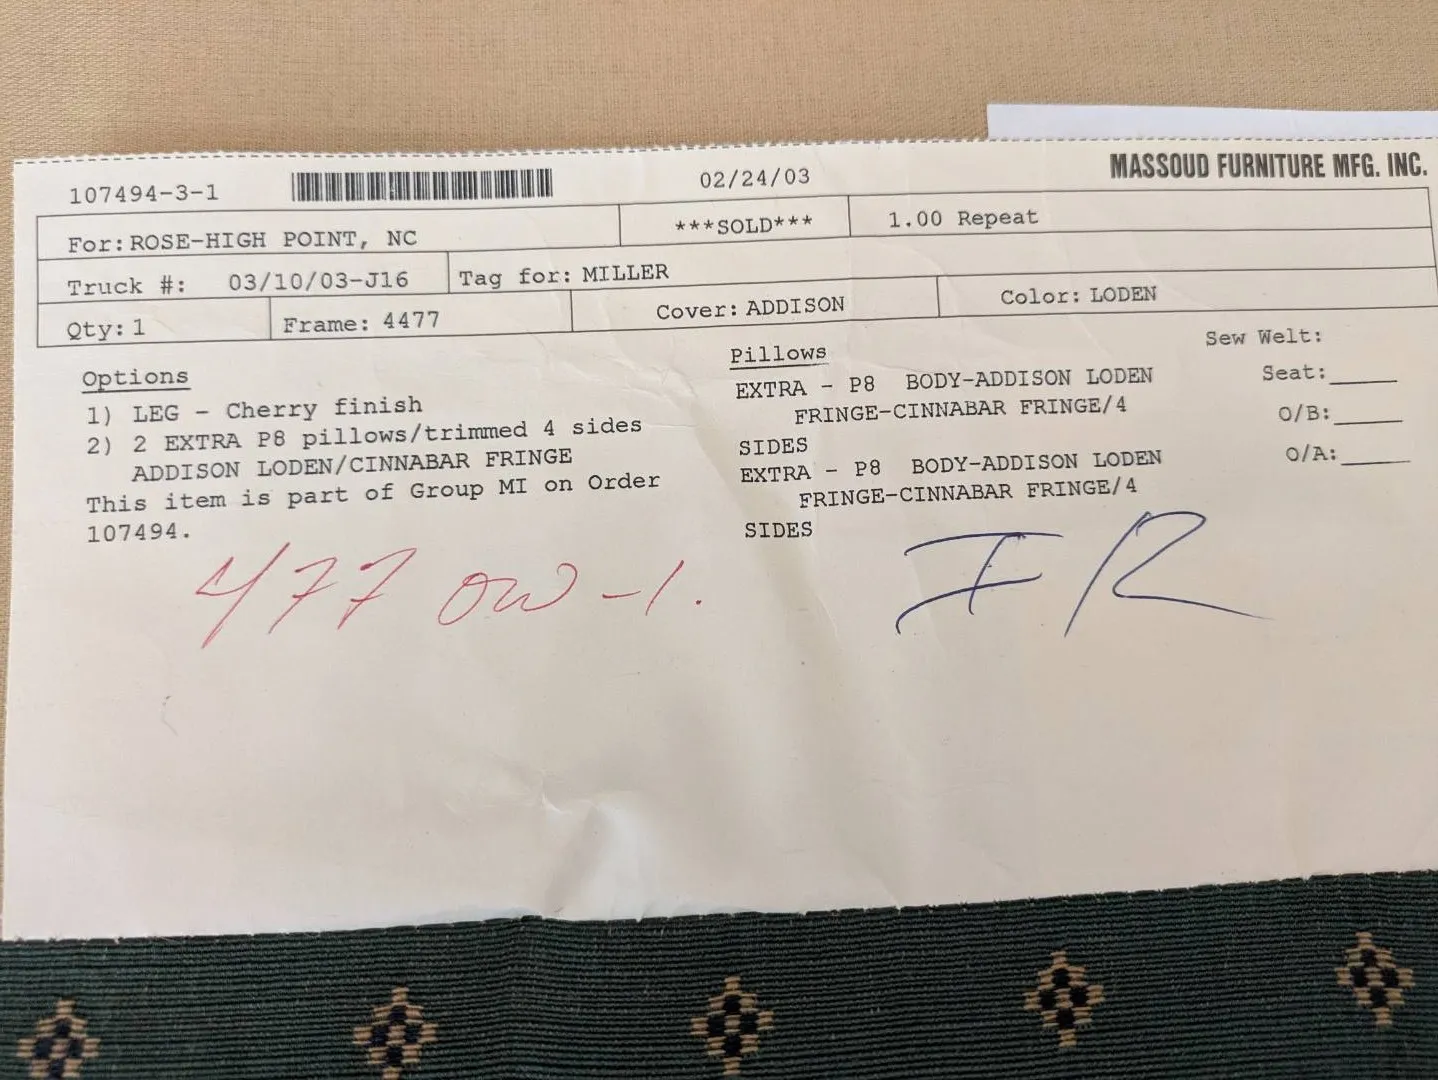 107494-3-1 02/24/03 MASSOUD FURNITURE MFG. INC.
For: ROSE-HIGH POINT, NC ***SOLD*** 1.00 Repeat
Truck #: 03/10/03-J16 Tag for: MILLER
Qty: 1 Frame: 4477 Cover: ADDISON Color: LODEN
Options
1) LEG - Cherry finish
2) 2 EXTRA P8 pillows/trimmed 4 sides
ADDISON LODEN/CINNABAR FRINGE
This item is part of Group MI on Order
107494.
Pillows
EXTRA - P8 BODY-ADDISON LODEN
FRINGE-CINNABAR FRINGE/4
SIDES
EXTRA - P8 BODY-ADDISON LODEN
FRINGE-CINNABAR FRINGE/4
SIDES
Sew Welt:
Seat:
O/B:
O/A:
477 OW-1.
IR